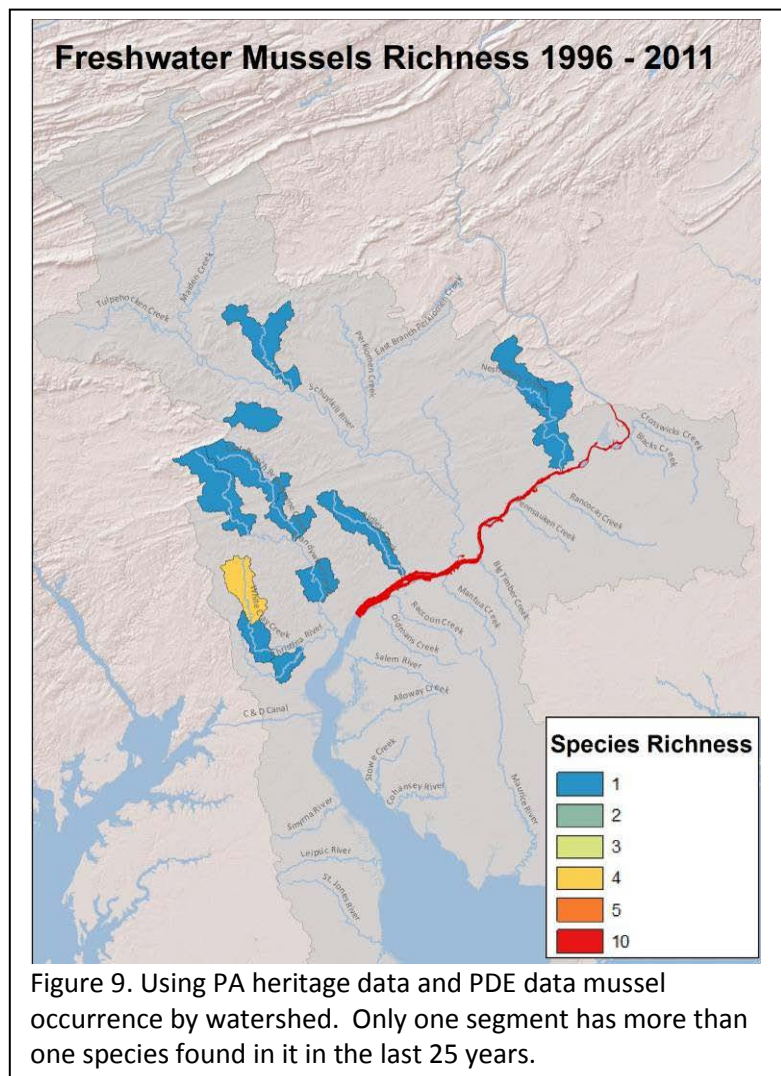 Freshwater Mussels Richness 1996 - 2011
Maiden Creek
Tulpehocken Creek
East Branch Perkiomen Creek
Perkiomen Creek
Schuylkill River
Crosswicks Creek
Blacks Creek
Rancocas Creek
Pennsauken Creek
Big Timber Creek
Mantua Creek
Raccoon Creek
Oldmans Creek
White Clay Creek
Christina River
Salem River
Alloway Creek
C & D Canal
Stowe Creek
Cohansey River
Maurice River
Smyrna River
Leipsic River
St. Jones River
Species Richness
1
2
3
4
5
10
Figure 9. Using PA heritage data and PDE data mussel
occurrence by watershed. Only one segment has more than
one species found in it in the last 25 years.